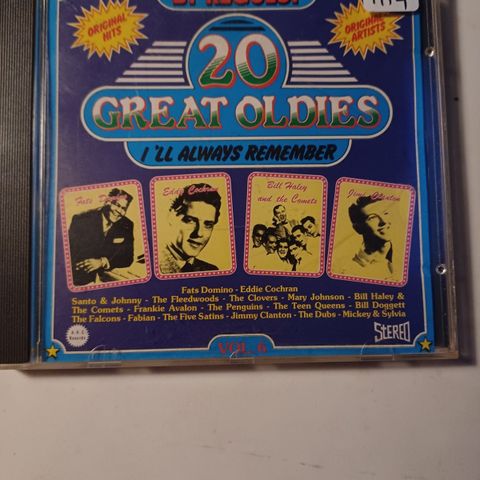 BY REQUEST
ORIGINAL HITS
ORIGINAL ARTISTS
20
GREAT OLDIES
I'LL ALWAYS REMEMBER
Fats Domino
Eddie Cochran
Bill Haley
and the Comets
Jimmy Clanton
Fats Domino - Eddie Cochran
Santo & Johnny - The Fleedwoods - The Clovers - Mary Johnson - Bill Haley &
The Comets - Frankie Avalon - The Penguins - The Teen Queens - Bill Doggett
The Falcons - Fabian - The Five Satins - Jimmy Clanton - The Dubs - Mickey & Sylvia
Records
STEREO
VOL. 6